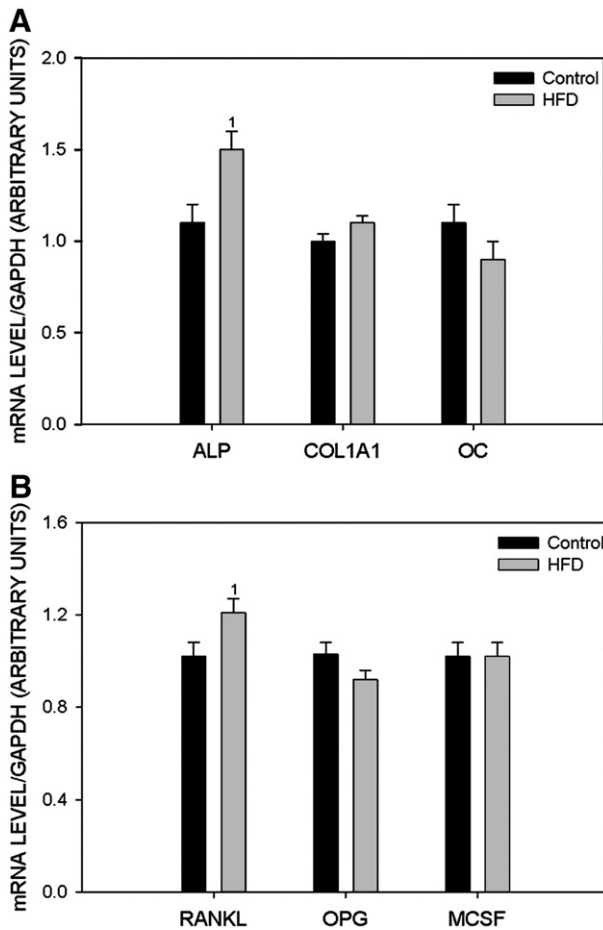 A
mRNA LEVEL/GAPDH (ARBITRARY UNITS)
2.0
1.5
1.0
0.5
0.0
Control
HFD
1
ALP COL1A1 OC
B
mRNA LEVEL/GAPDH (ARBITRARY UNITS)
1.6
1.2
0.8
0.4
0.0
Control
HFD
1
RANKL OPG MCSF